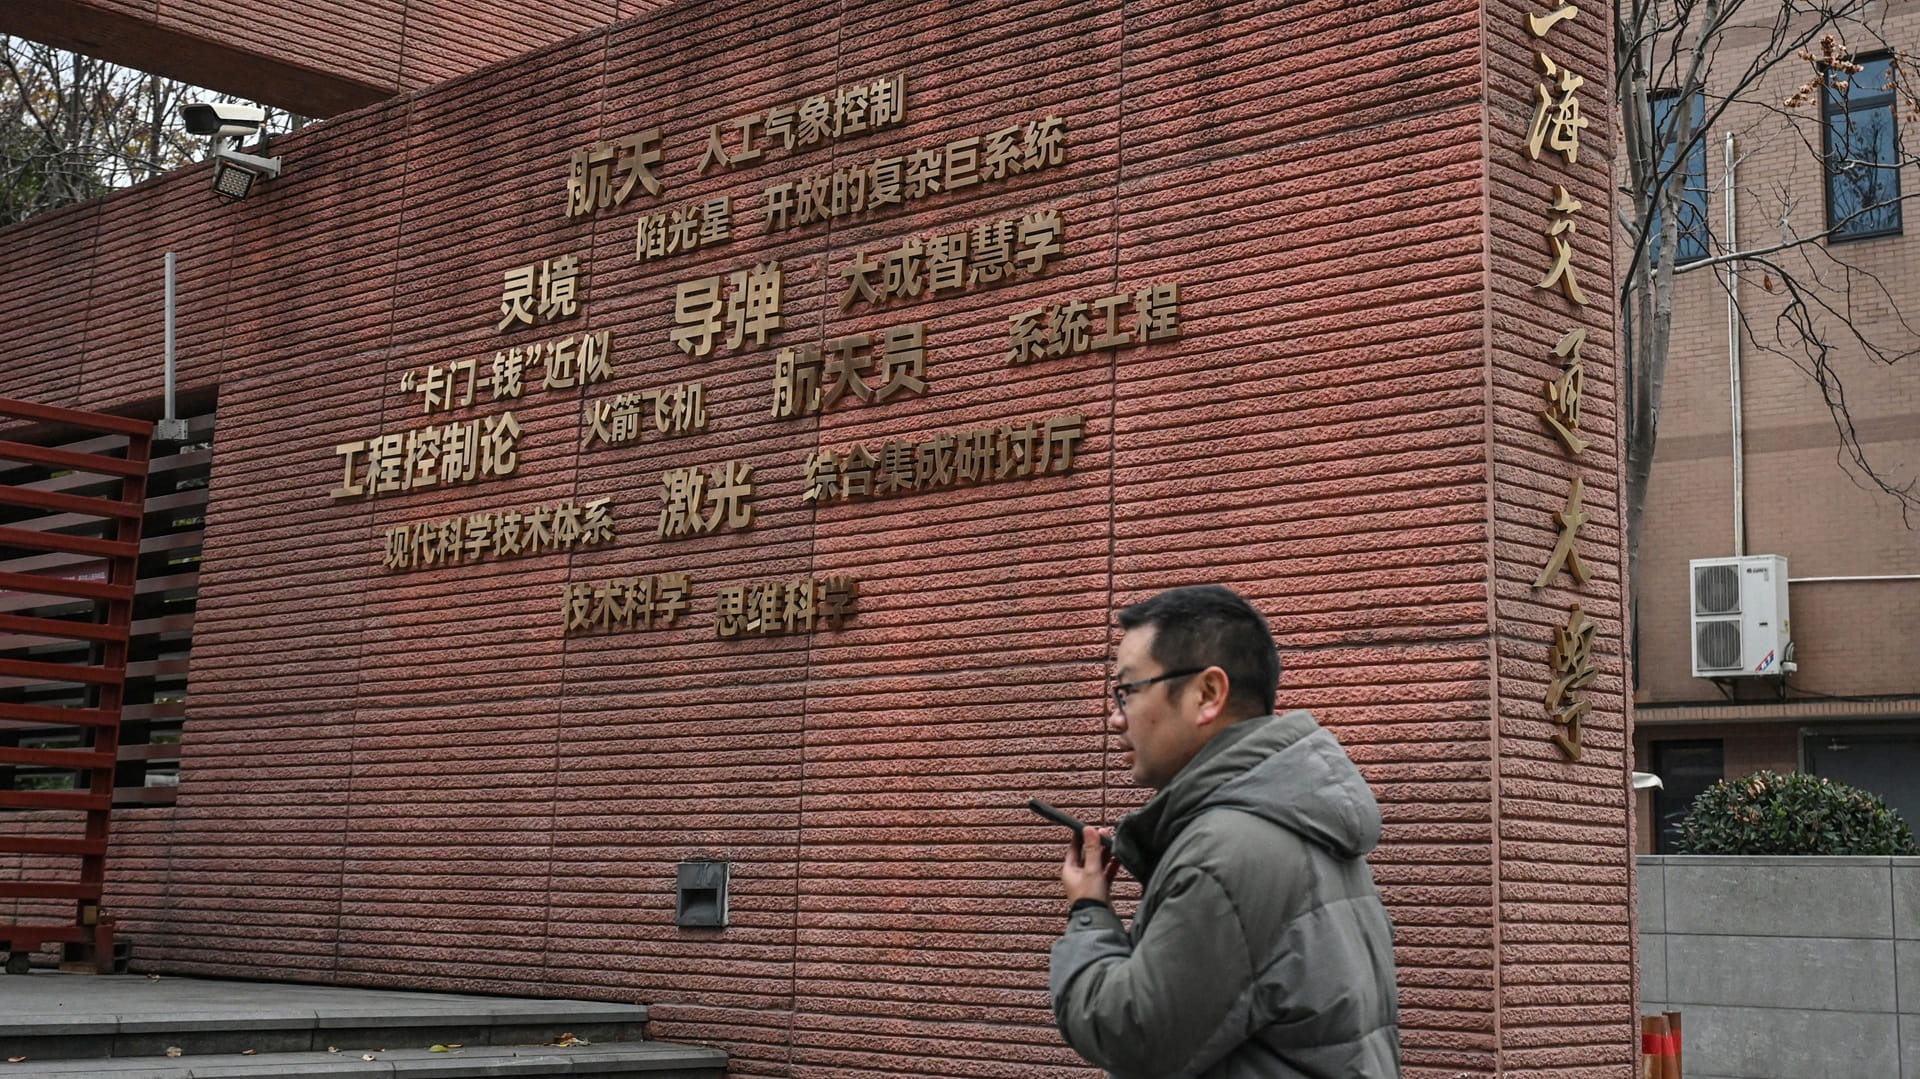 航天 人工气象控制
陷光星 开放的复杂巨系统
灵境 导弹 大成智慧学
“卡门-钱”近似 航天员 系统工程
工程控制论 火箭飞机
现代科学技术体系 激光 综合集成研讨厅
技术科学 思维科学
上海交通大学